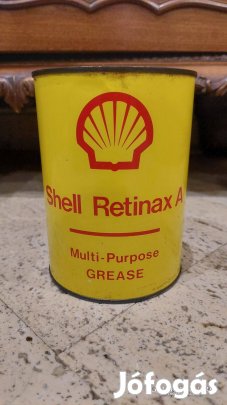 Shell Retinax A
Multi-Purpose
GREASE
Jófogás